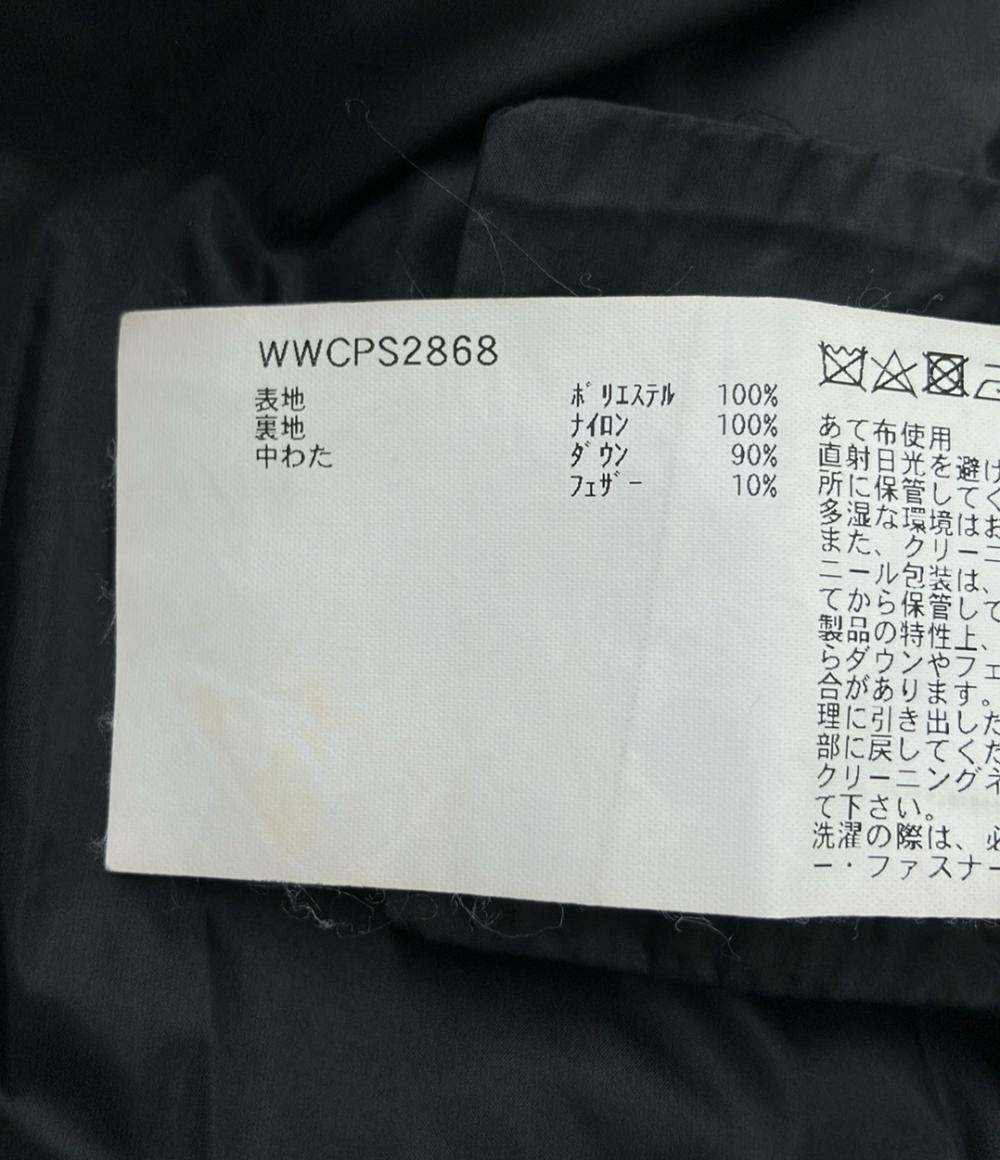 WWCPS2868
表地 ﾎﾟﾘｴｽﾃﾙ 100%
裏地 ﾅｲﾛﾝ 100%
中わた ﾀﾞｳﾝ 90%
ﾌｪｻﾞｰ 10%
あて布使用
直射日光を避け
所に保管してく
多湿な環境はお
また、クリーニ
ニール包装は、
てから保管して
製品の特性上、
らダウンやフェ
合があります。
理に引き出した
部に戻してくだ
クリーニングネ
て下さい。
洗濯の際は、必
ー・ファスナー